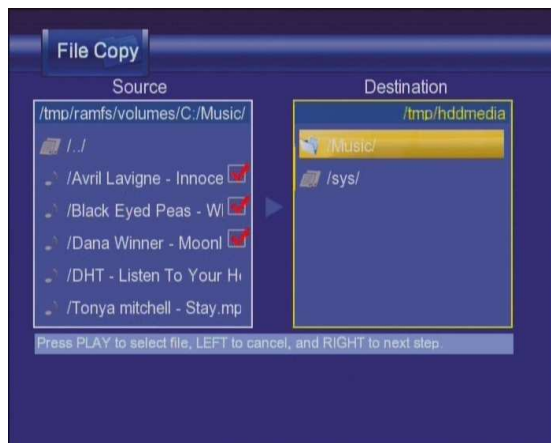 File Copy
Source
Destination
/tmp/ramfs/volumes/C:/Music/
/tmp/hddmedia
/../
/Music/
/Avril Lavigne - Innoce
/sys/
/Black Eyed Peas - W
/Dana Winner - Moonl
/DHT - Listen To Your He
/Tonya mitchell - Stay.mp
Press PLAY to select file, LEFT to cancel, and RIGHT to next step.